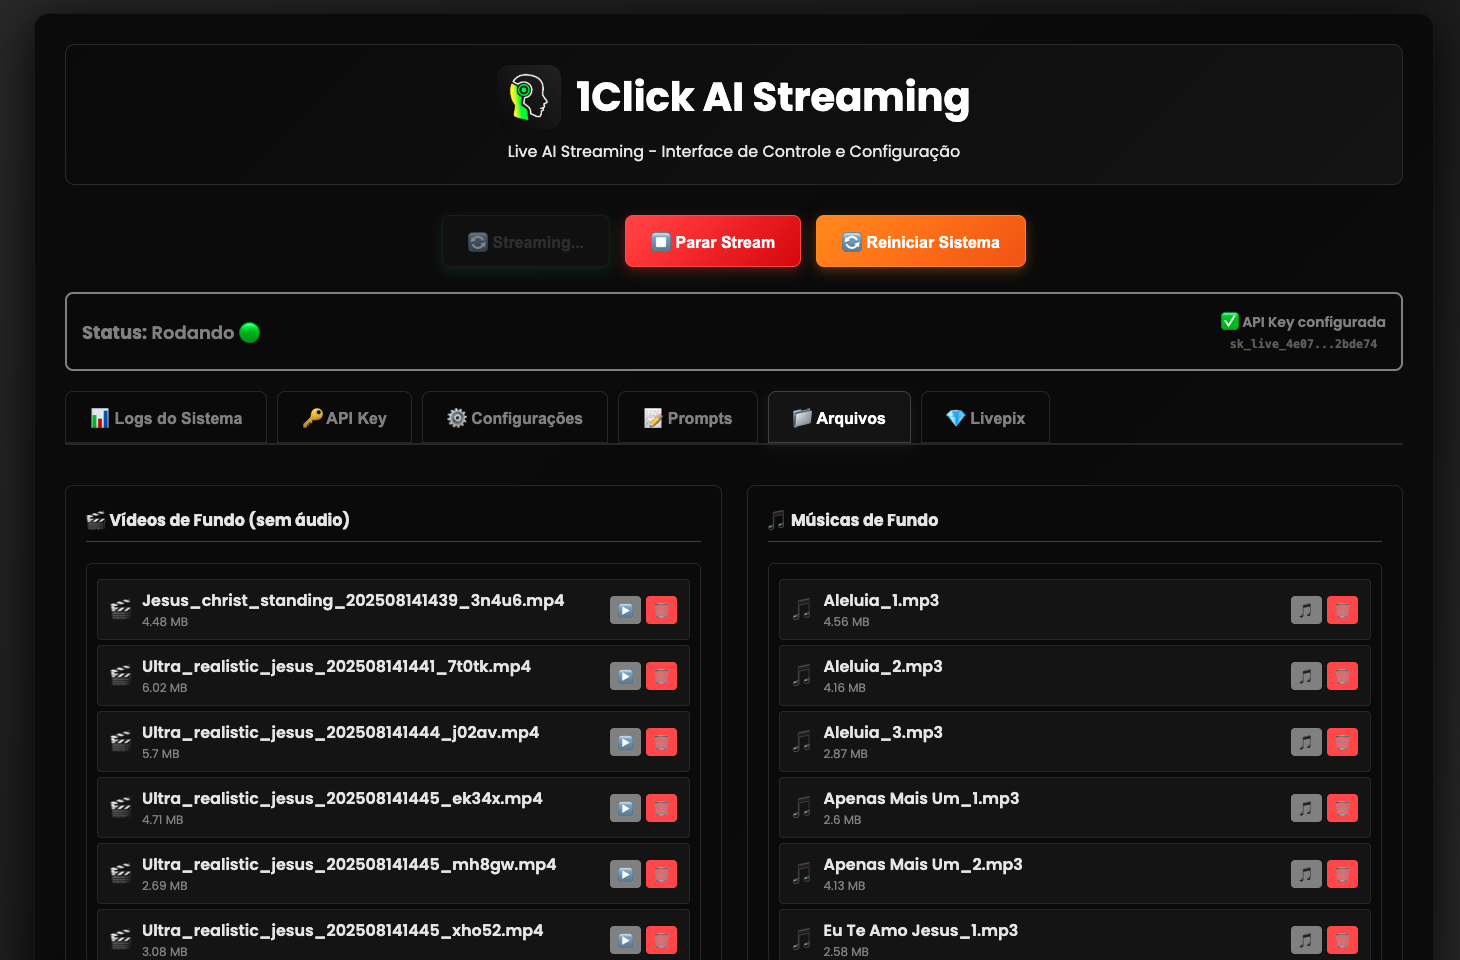 1Click AI Streaming
Live AI Streaming - Interface de Controle e Configuração
Streaming...
Parar Stream
Reiniciar Sistema
Status: Rodando
API Key configurada
sk_live_4e07...2bde74
Logs do Sistema
API Key
Configurações
Prompts
Arquivos
Livepix
Vídeos de Fundo (sem áudio)
Jesus_christ_standing_202508141439_3n4u6.mp4
4.48 MB
Ultra_realistic_jesus_202508141441_7t0tk.mp4
6.02 MB
Ultra_realistic_jesus_202508141444_j02av.mp4
5.7 MB
Ultra_realistic_jesus_202508141445_ek34x.mp4
4.71 MB
Ultra_realistic_jesus_202508141445_mh8gw.mp4
2.69 MB
Ultra_realistic_jesus_202508141445_xho52.mp4
3.08 MB
Músicas de Fundo
Aleluia_1.mp3
4.56 MB
Aleluia_2.mp3
4.16 MB
Aleluia_3.mp3
2.87 MB
Apenas Mais Um_1.mp3
2.6 MB
Apenas Mais Um_2.mp3
4.13 MB
Eu Te Amo Jesus_1.mp3
2.58 MB